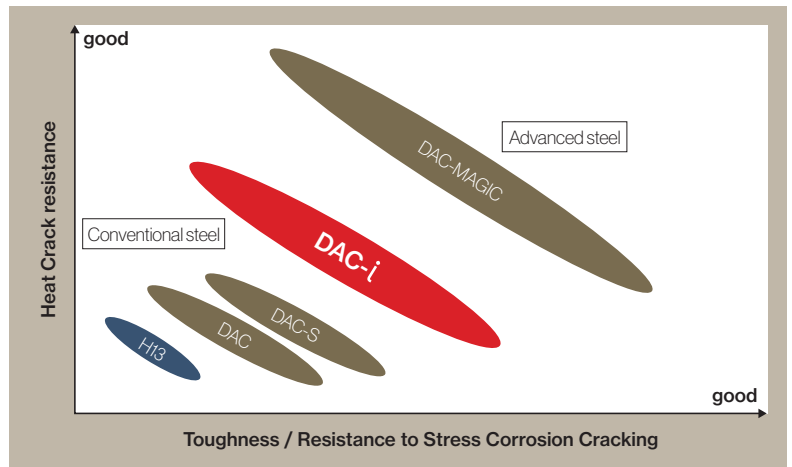 good
Heat Crack resistance
Advanced steel
DAC-MAGIC
Conventional steel
DAC-i
DAC-S
DAC
H13
good
Toughness / Resistance to Stress Corrosion Cracking